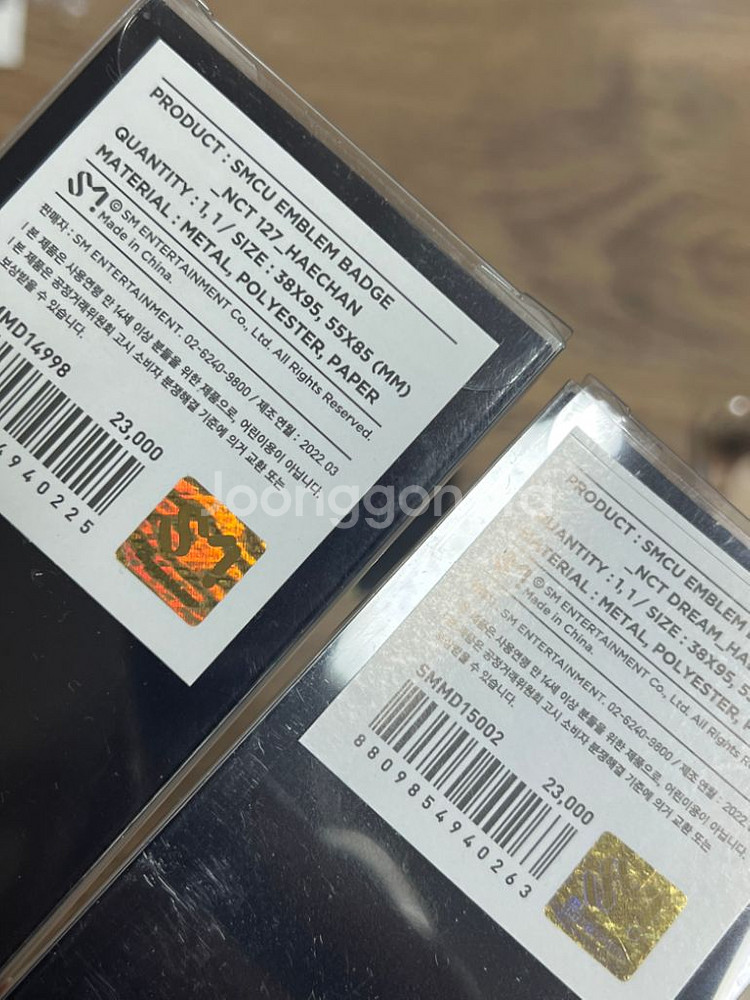 PRODUCT : SMCU EMBLEM BADGE
_NCT 127_HAECHAN
QUANTITY : 1, 1 / SIZE : 38X95, 55X85 (MM)
MATERIAL : METAL, POLYESTER, PAPER
SM
© SM ENTERTAINMENT Co., Ltd. All Rights Reserved.
Made in China.
판매자 : SM ENTERTAINMENT. 02-6240-9800 / 제조 연월 : 2022.03
| 본 제품은 사용연령 만 14세 이상 분들을 위한 제품으로, 어린이용이 아닙니다.
| 본 제품은 공정거래위원회 고시 소비자 분쟁해결 기준에 의거 교환 또는
보상받을 수 있습니다.
MD14998
23,000
4940225
SM
Joonggonara
PRODUCT : SMCU EMBLEM
_NCT DREAM_HA
QUANTITY : 1, 1 / SIZE : 38X95,
MATERIAL : METAL, POLYESTER,
SM
© SM ENTERTAINMENT Co., Ltd. All Rights
Made in China.
SM ENTERTAINMENT. 02-6240-9800 / 제조 연월 : 2022
제품은 사용연령 만 14세 이상 분들을 위한 제품으로, 어린이용이 아닙니다.
제품은 공정거래위원회 고시 소비자 분쟁해결 기준에 의거 교환 또는
보상받을 수 있습니다.
SMMD15002
23,000
8809854940263